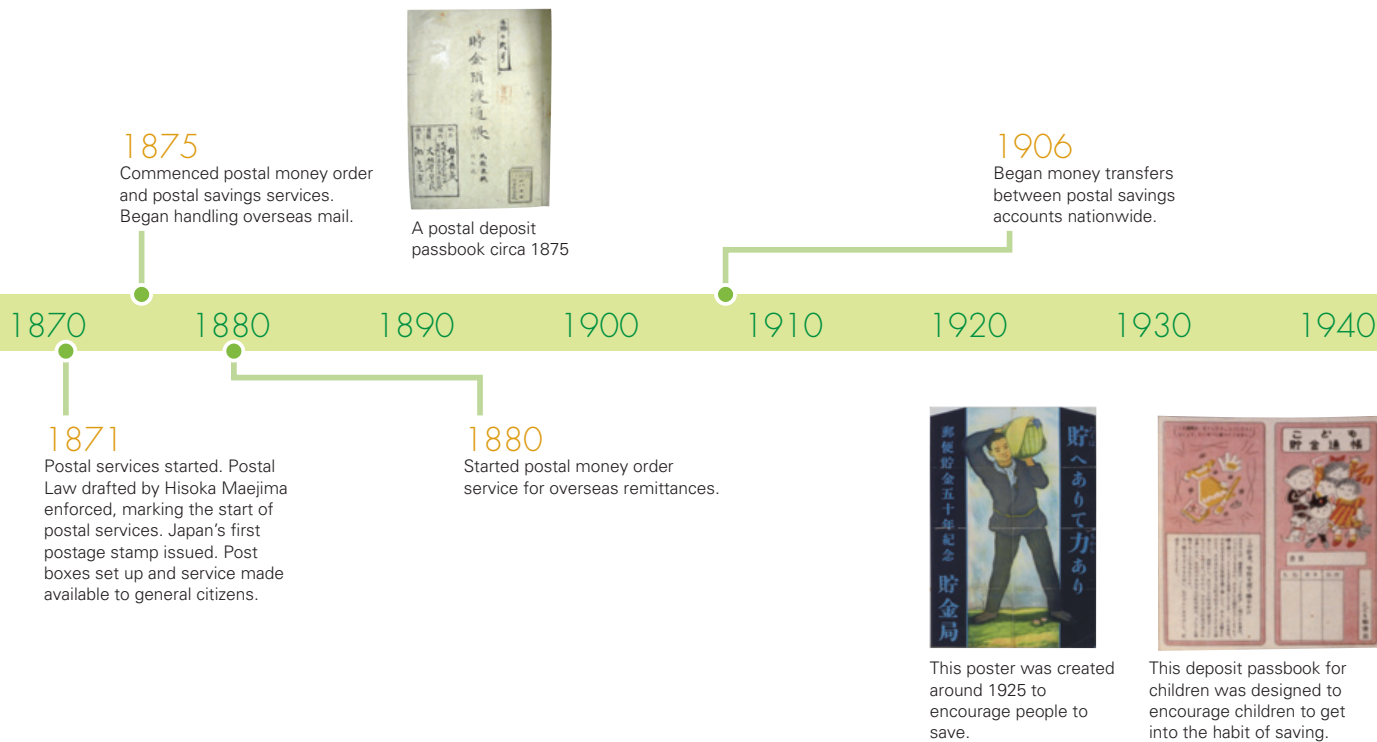 1875
Commenced postal money order
and postal savings services.
Began handling overseas mail.
貯金預渡通帳
A postal deposit
passbook circa 1875
1906
Began money transfers
between postal savings
accounts nationwide.
1870 1880 1890 1900 1910 1920 1930 1940
1871
Postal services started. Postal
Law drafted by Hisoka Maejima
enforced, marking the start of
postal services. Japan’s first
postage stamp issued. Post
boxes set up and service made
available to general citizens.
1880
Started postal money order
service for overseas remittances.
貯へありて力あり
郵便貯金五十年紀念 貯金局
This poster was created
around 1925 to
encourage people to
save.
こども
貯金通帳
This deposit passbook for
children was designed to
encourage children to get
into the habit of saving.